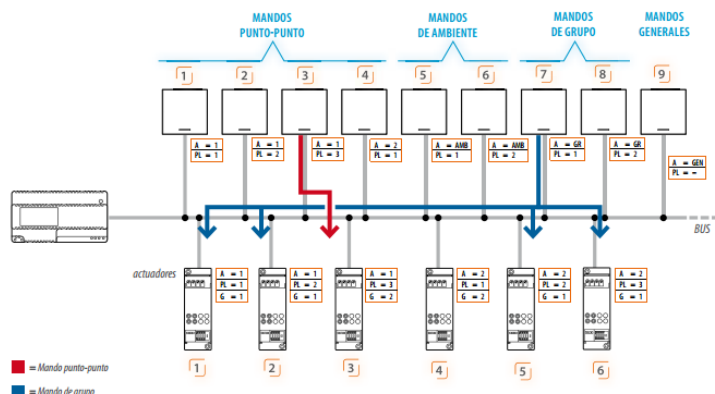 MANDOS
PUNTO-PUNTO
MANDOS
DE AMBIENTE
MANDOS
DE GRUPO
MANDOS
GENERALES
1 2 3 4 5 6 7 8 9
A = 1
PL = 1
A = 1
PL = 2
A = 1
PL = 3
A = 2
PL = 1
A = AMB
PL = 1
A = AMB
PL = 2
A = GR
PL = 1
A = GR
PL = 2
A = GEN
PL = –
BUS
actuadores
A = 1
PL = 1
G = 1
A = 1
PL = 2
G = 1
A = 1
PL = 3
G = 2
A = 2
PL = 1
G = 2
A = 2
PL = 2
G = 1
A = 2
PL = 3
G = 1
1 2 3 4 5 6
= Mando punto-punto
= Mando de grupo